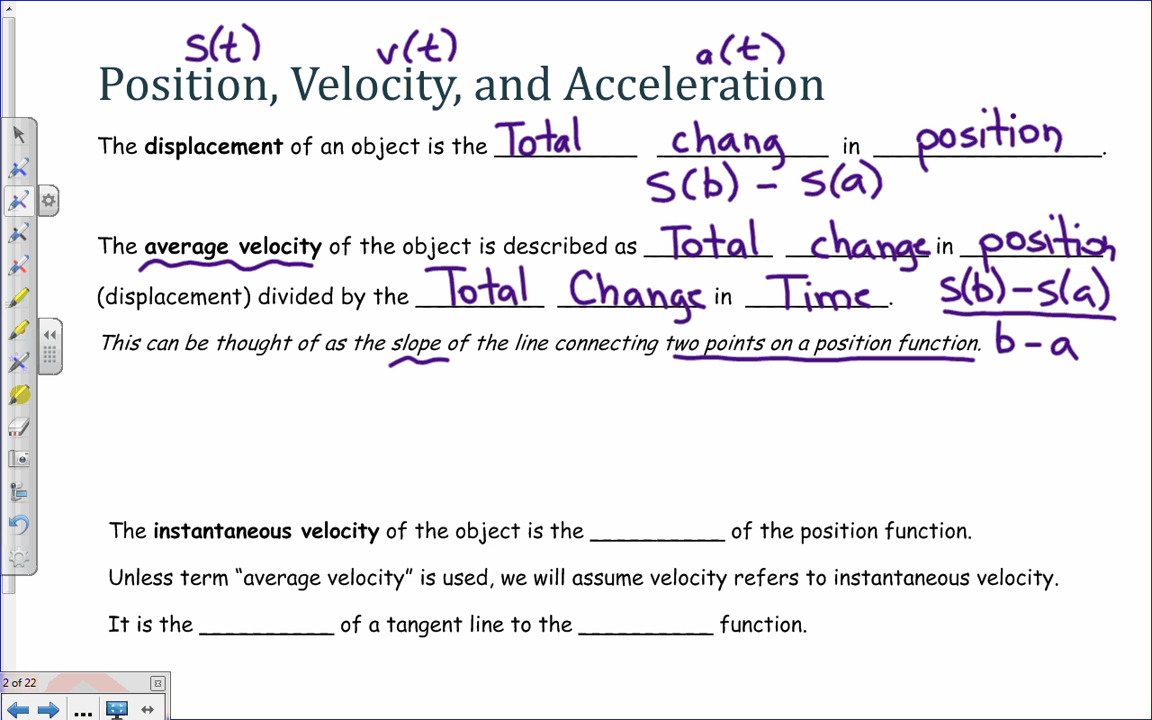 s(t) v(t) a(t)
Position, Velocity, and Acceleration
The displacement of an object is the Total chang in position.
s(b) - s(a)
The average velocity of the object is described as Total change in position
(displacement) divided by the Total Change in Time. s(b)-s(a)
This can be thought of as the slope of the line connecting two points on a position function. b-a
The instantaneous velocity of the object is the __________ of the position function.
Unless term “average velocity” is used, we will assume velocity refers to instantaneous velocity.
It is the __________ of a tangent line to the __________ function.
2 of 22
...